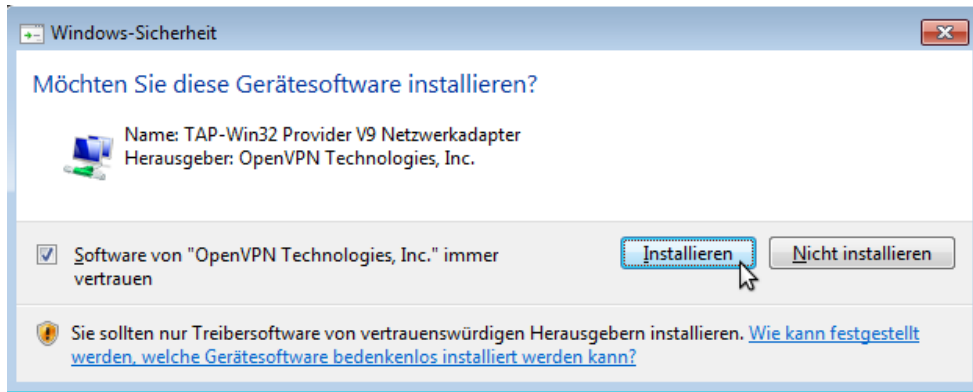 Windows-Sicherheit
Möchten Sie diese Gerätesoftware installieren?
Name: TAP-Win32 Provider V9 Netzwerkadapter
Herausgeber: OpenVPN Technologies, Inc.
Software von "OpenVPN Technologies, Inc." immer
vertrauen
Installieren
Nicht installieren
Sie sollten nur Treibersoftware von vertrauenswürdigen Herausgebern installieren. Wie kann festgestellt
werden, welche Gerätesoftware bedenkenlos installiert werden kann?